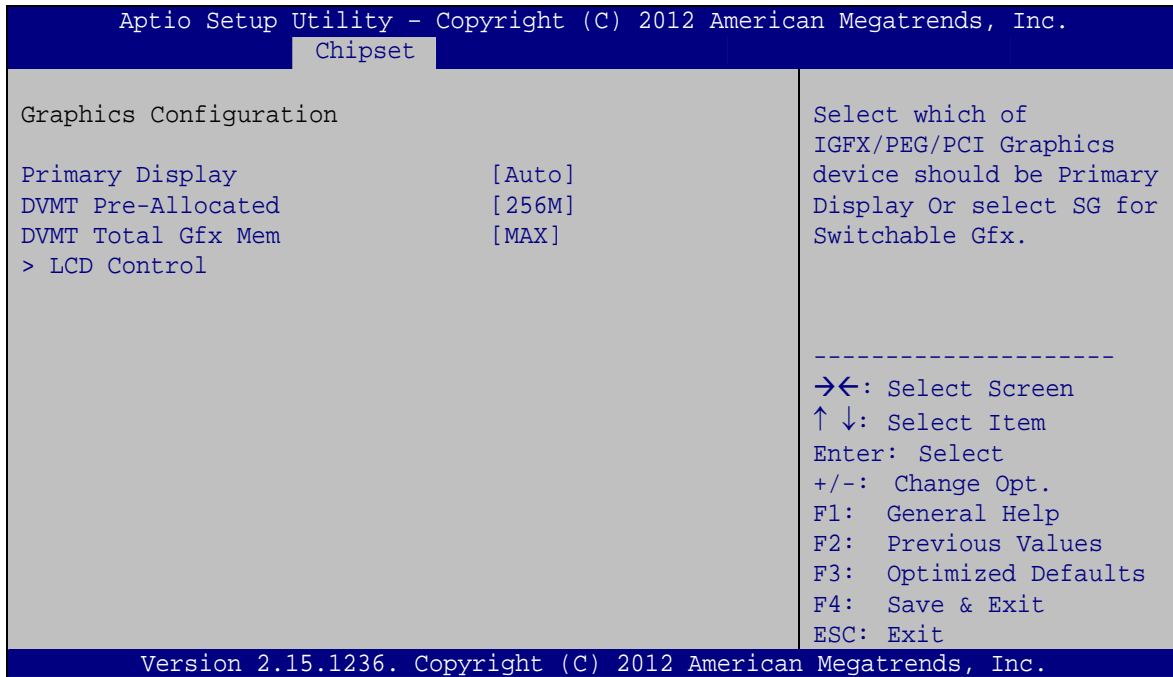 Aptio Setup Utility – Copyright (C) 2012 American Megatrends, Inc.
Chipset
Graphics Configuration
Primary Display [Auto]
DVMT Pre-Allocated [256M]
DVMT Total Gfx Mem [MAX]
> LCD Control
Select which of
IGFX/PEG/PCI Graphics
device should be Primary
Display Or select SG for
Switchable Gfx.
---------------------
→←: Select Screen
↑ ↓: Select Item
Enter: Select
+/-: Change Opt.
F1: General Help
F2: Previous Values
F3: Optimized Defaults
F4: Save & Exit
ESC: Exit
Version 2.15.1236. Copyright (C) 2012 American Megatrends, Inc.